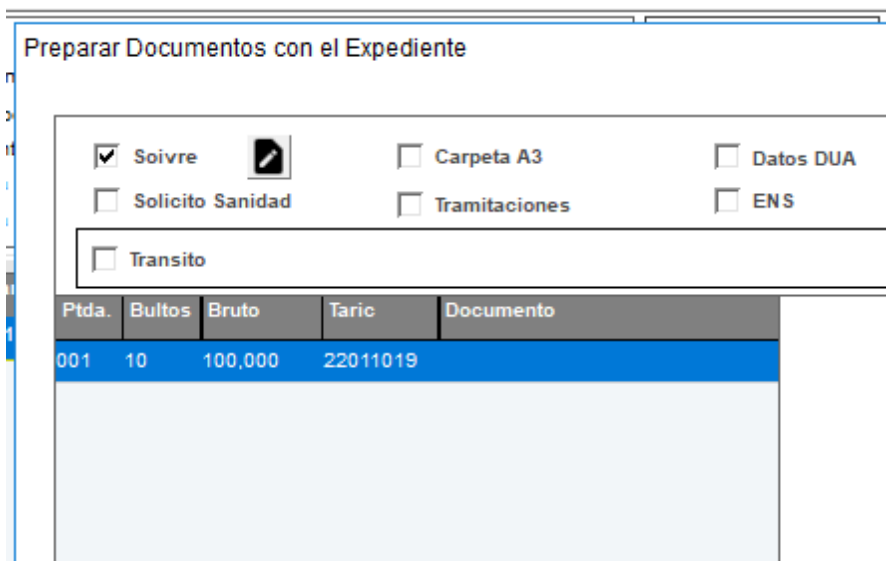 Preparar Documentos con el Expediente
Soivre Carpeta A3 Datos DUA
Solicito Sanidad Tramitaciones ENS
Transito
Ptda. Bultos Bruto Taric Documento
001 10 100,000 22011019